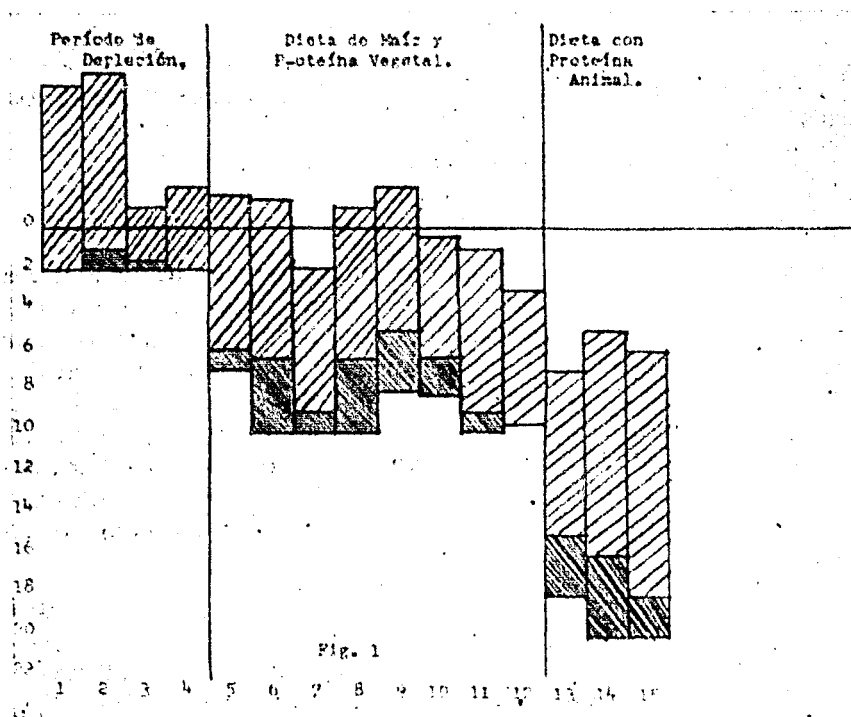 Período de
Depleción.
Dieta de Maíz y
Proteína Vegetal.
Dieta con
Proteína
Animal.
0
2
4
6
8
10
12
14
16
18
20
22
Fig. 1
1 2 3 4 5 6 7 8 9 10 11 12 13 14 15